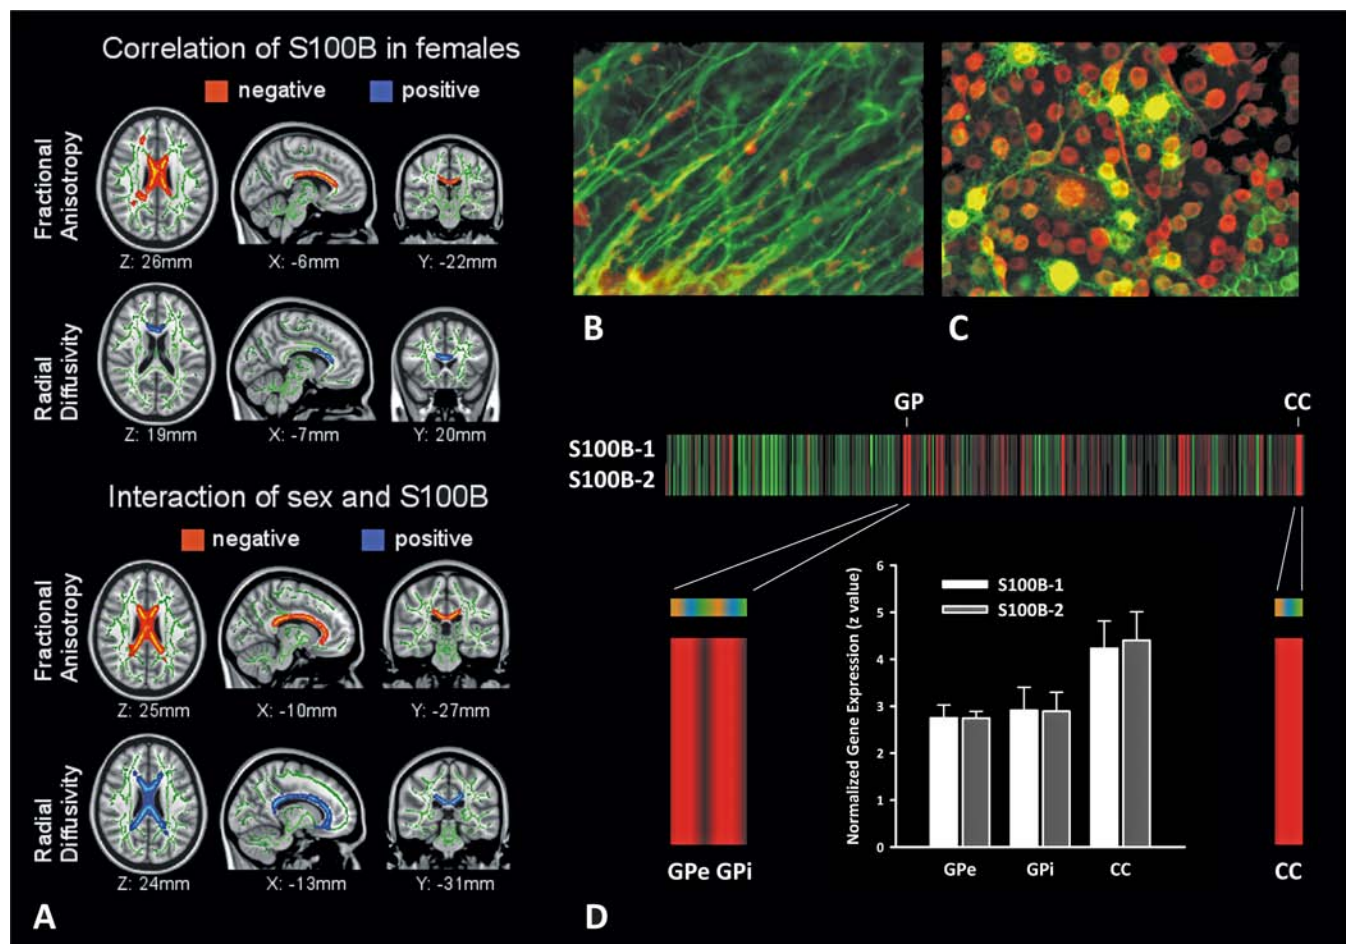 Correlation of S100B in females
negative positive
Fractional
Anisotropy
Z: 26mm X: -6mm Y: -22mm
Radial
Diffusivity
Z: 19mm X: -7mm Y: 20mm
Interaction of sex and S100B
negative positive
Fractional
Anisotropy
Z: 25mm X: -10mm Y: -27mm
Radial
Diffusivity
Z: 24mm X: -13mm Y: -31mm
A
B
C
GP CC
S100B-1
S100B-2
GPe GPi
Normalized Gene Expression (z value)
6
5
4
3
2
1
0
S100B-1
S100B-2
GPe GPi CC
CC
D